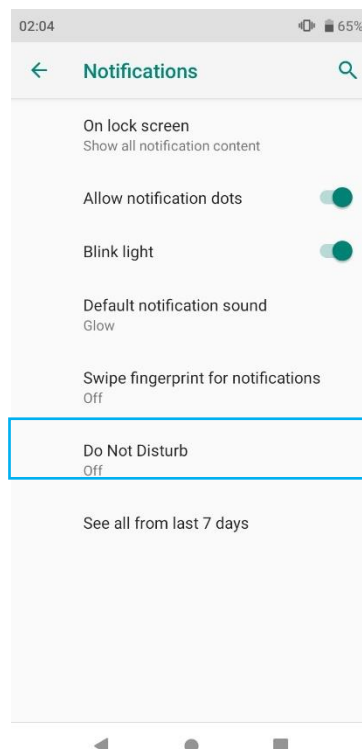 02:04 65%
Notifications
On lock screen
Show all notification content
Allow notification dots
Blink light
Default notification sound
Glow
Swipe fingerprint for notifications
Off
Do Not Disturb
Off
See all from last 7 days